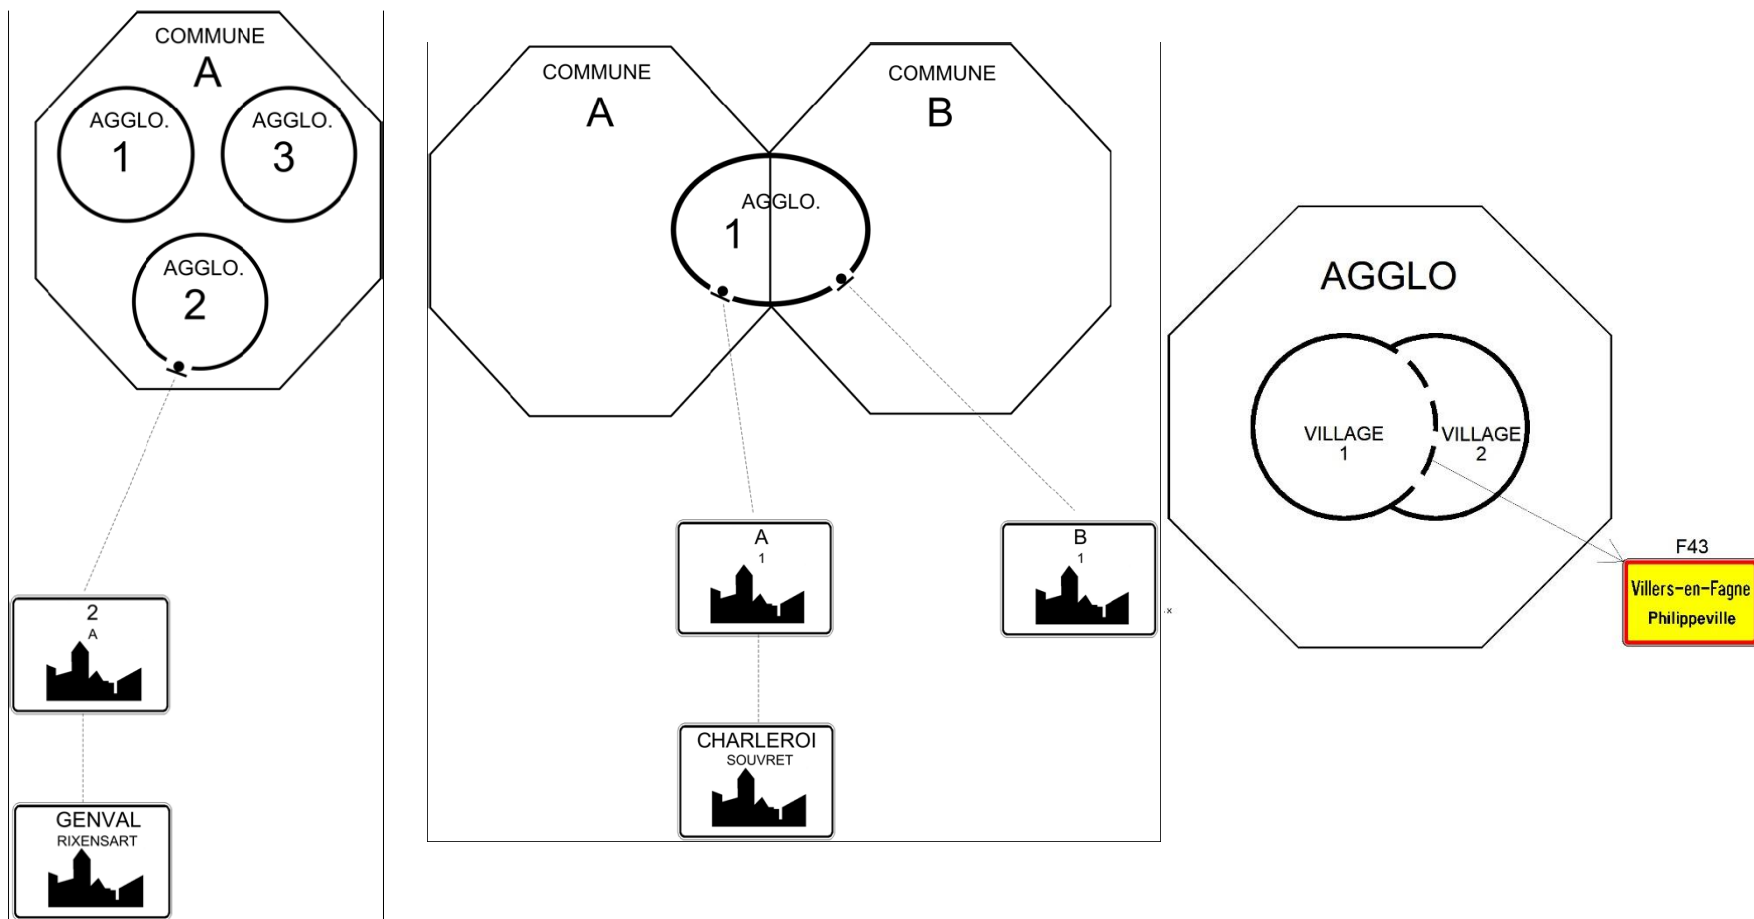 COMMUNE
A
AGGLO.
1
AGGLO.
3
AGGLO.
2
2
A
GENVAL
RIXENSART
COMMUNE
A
COMMUNE
B
AGGLO.
1
A
1
B
1
CHARLEROI
SOUVRET
x
AGGLO
VILLAGE
1
VILLAGE
2
F43
Villers-en-Fagne
Philippeville